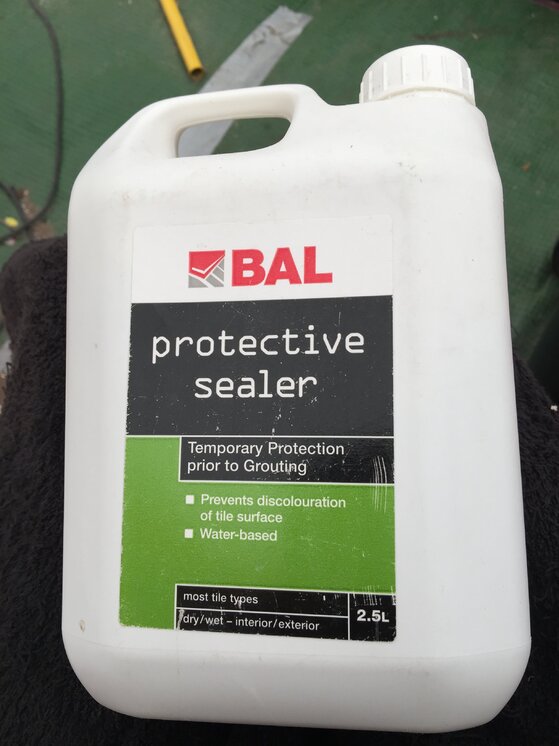 BAL
protective
sealer
Temporary Protection
prior to Grouting
Prevents discolouration
of tile surface
Water-based
most tile types
dry/wet – interior/exterior
2.5L